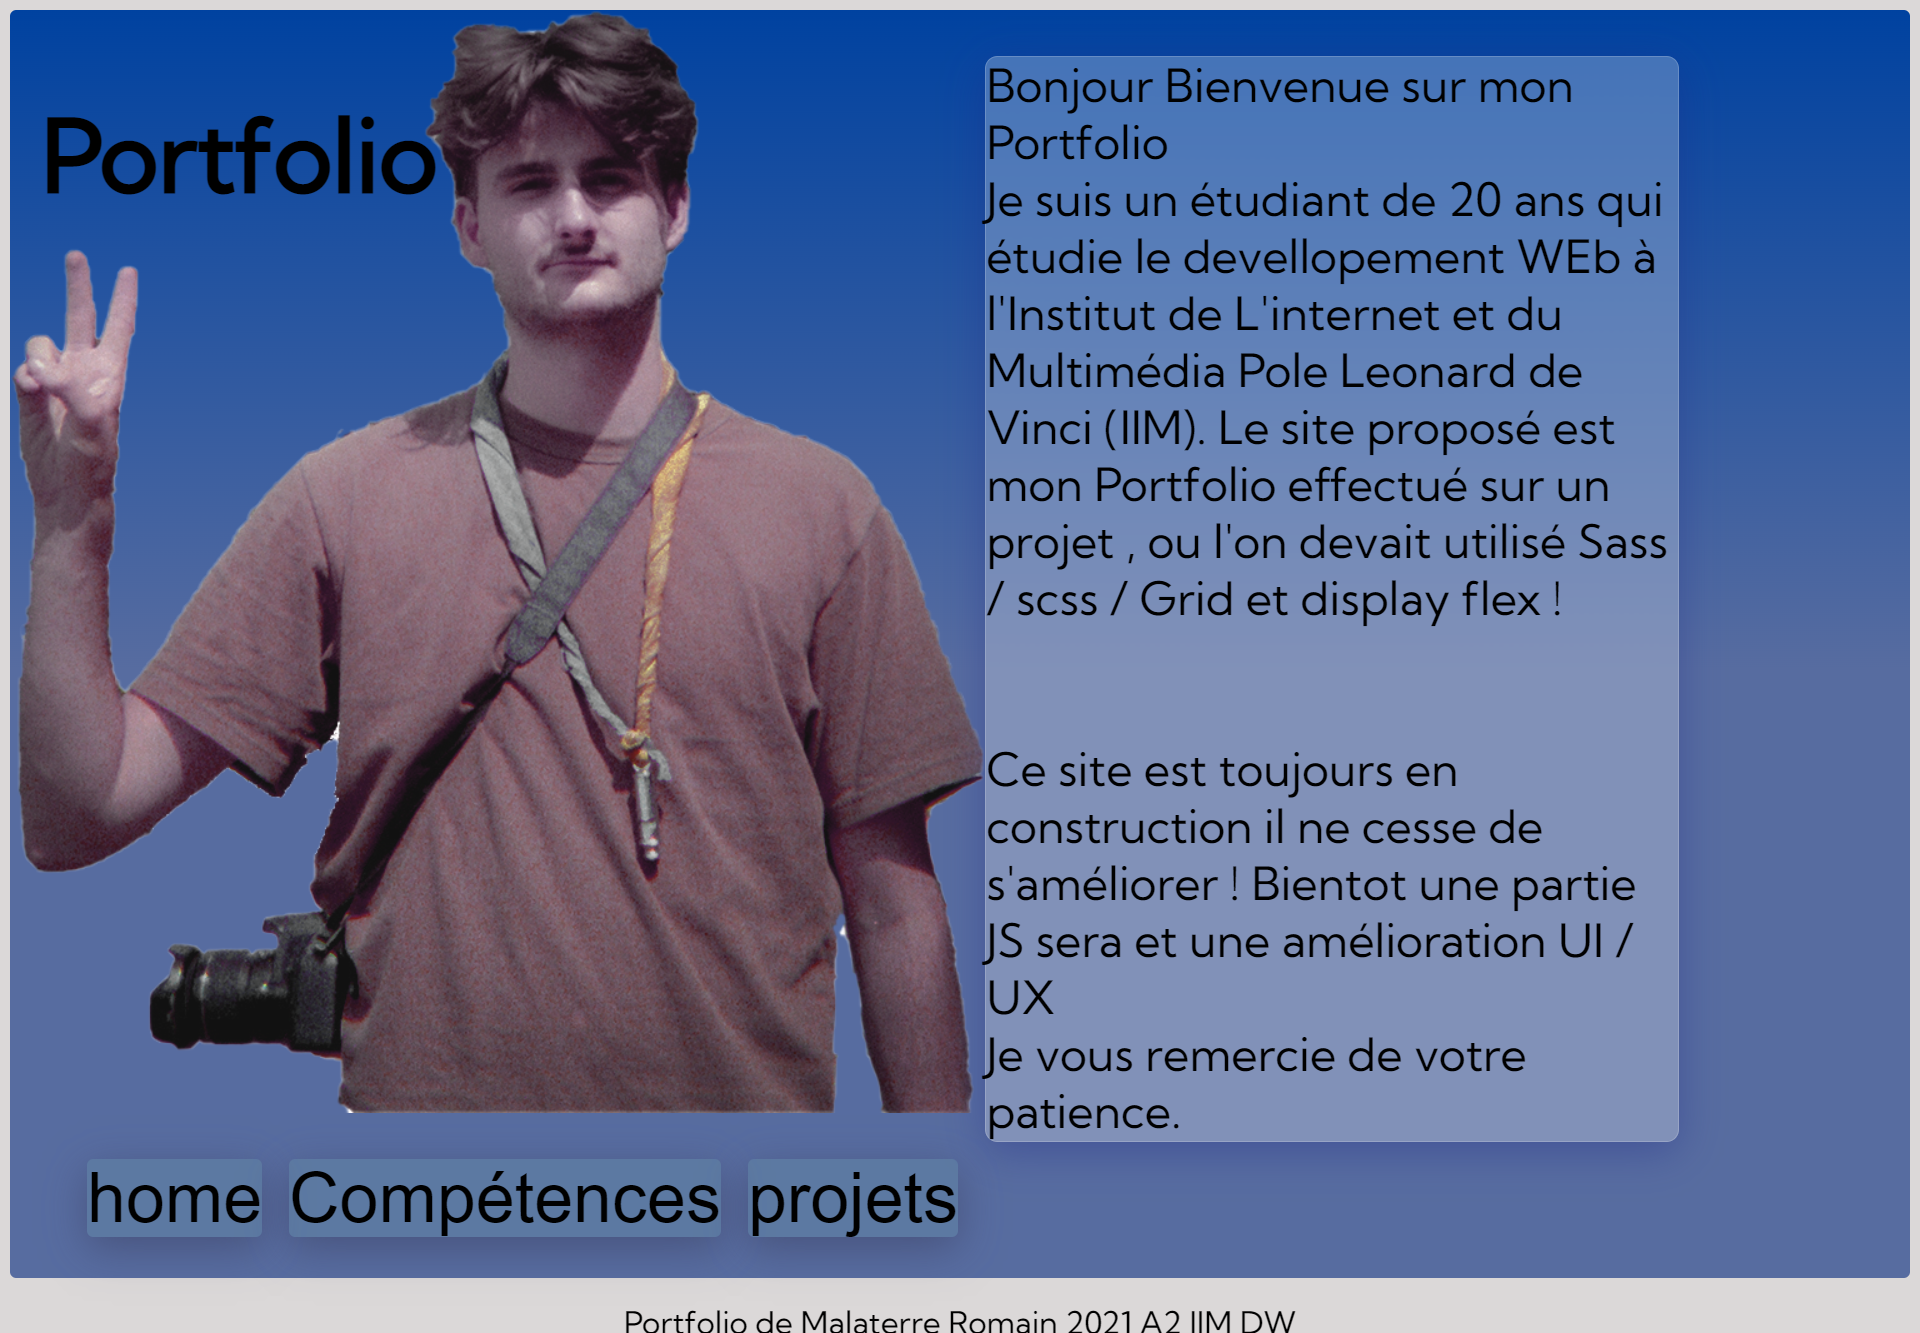 Portfolio
Bonjour Bienvenue sur mon
Portfolio
Je suis un étudiant de 20 ans qui
étudie le devellopement WEb à
l'Institut de L'internet et du
Multimédia Pole Leonard de
Vinci (IIM). Le site proposé est
mon Portfolio effectué sur un
projet , ou l'on devait utilisé Sass
/ scss / Grid et display flex !
Ce site est toujours en
construction il ne cesse de
s'améliorer ! Bientot une partie
JS sera et une amélioration UI /
UX
Je vous remercie de votre
patience.
home Compétences projets
Portfolio de Malaterre Romain 2021 A2 IIM DW